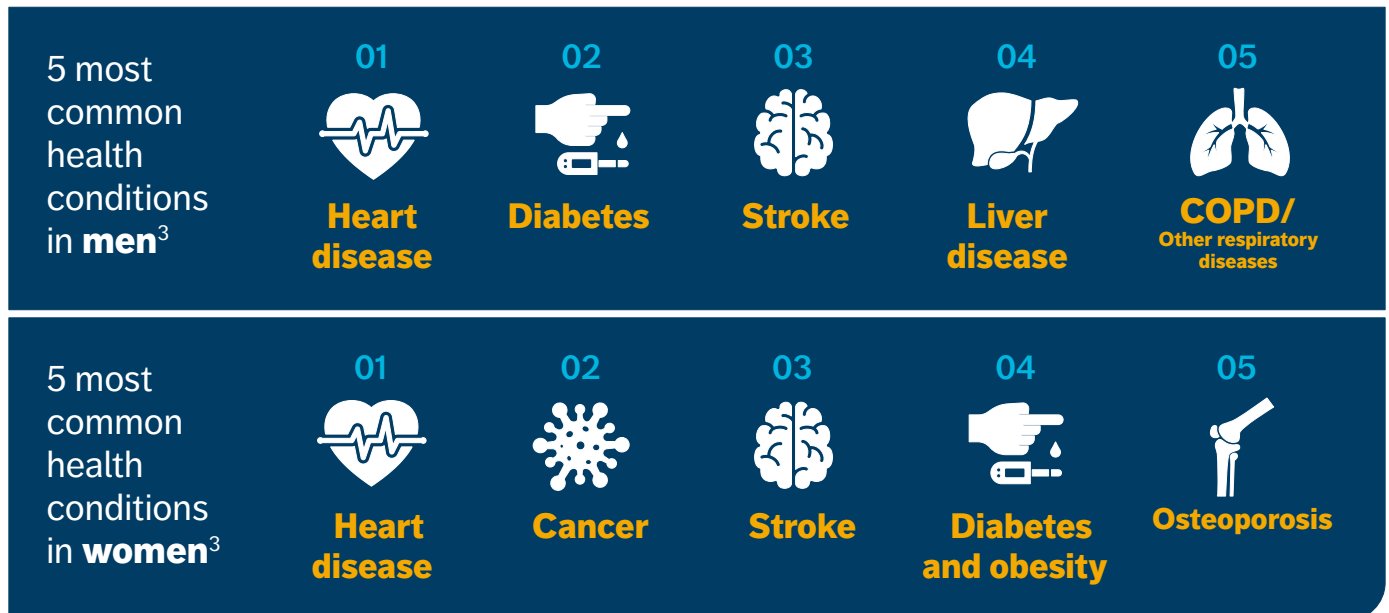 5 most
common
health
conditions
in men³
01
Heart
disease
02
Diabetes
03
Stroke
04
Liver
disease
05
COPD/
Other respiratory
diseases
5 most
common
health
conditions
in women³
01
Heart
disease
02
Cancer
03
Stroke
04
Diabetes
and obesity
05
Osteoporosis